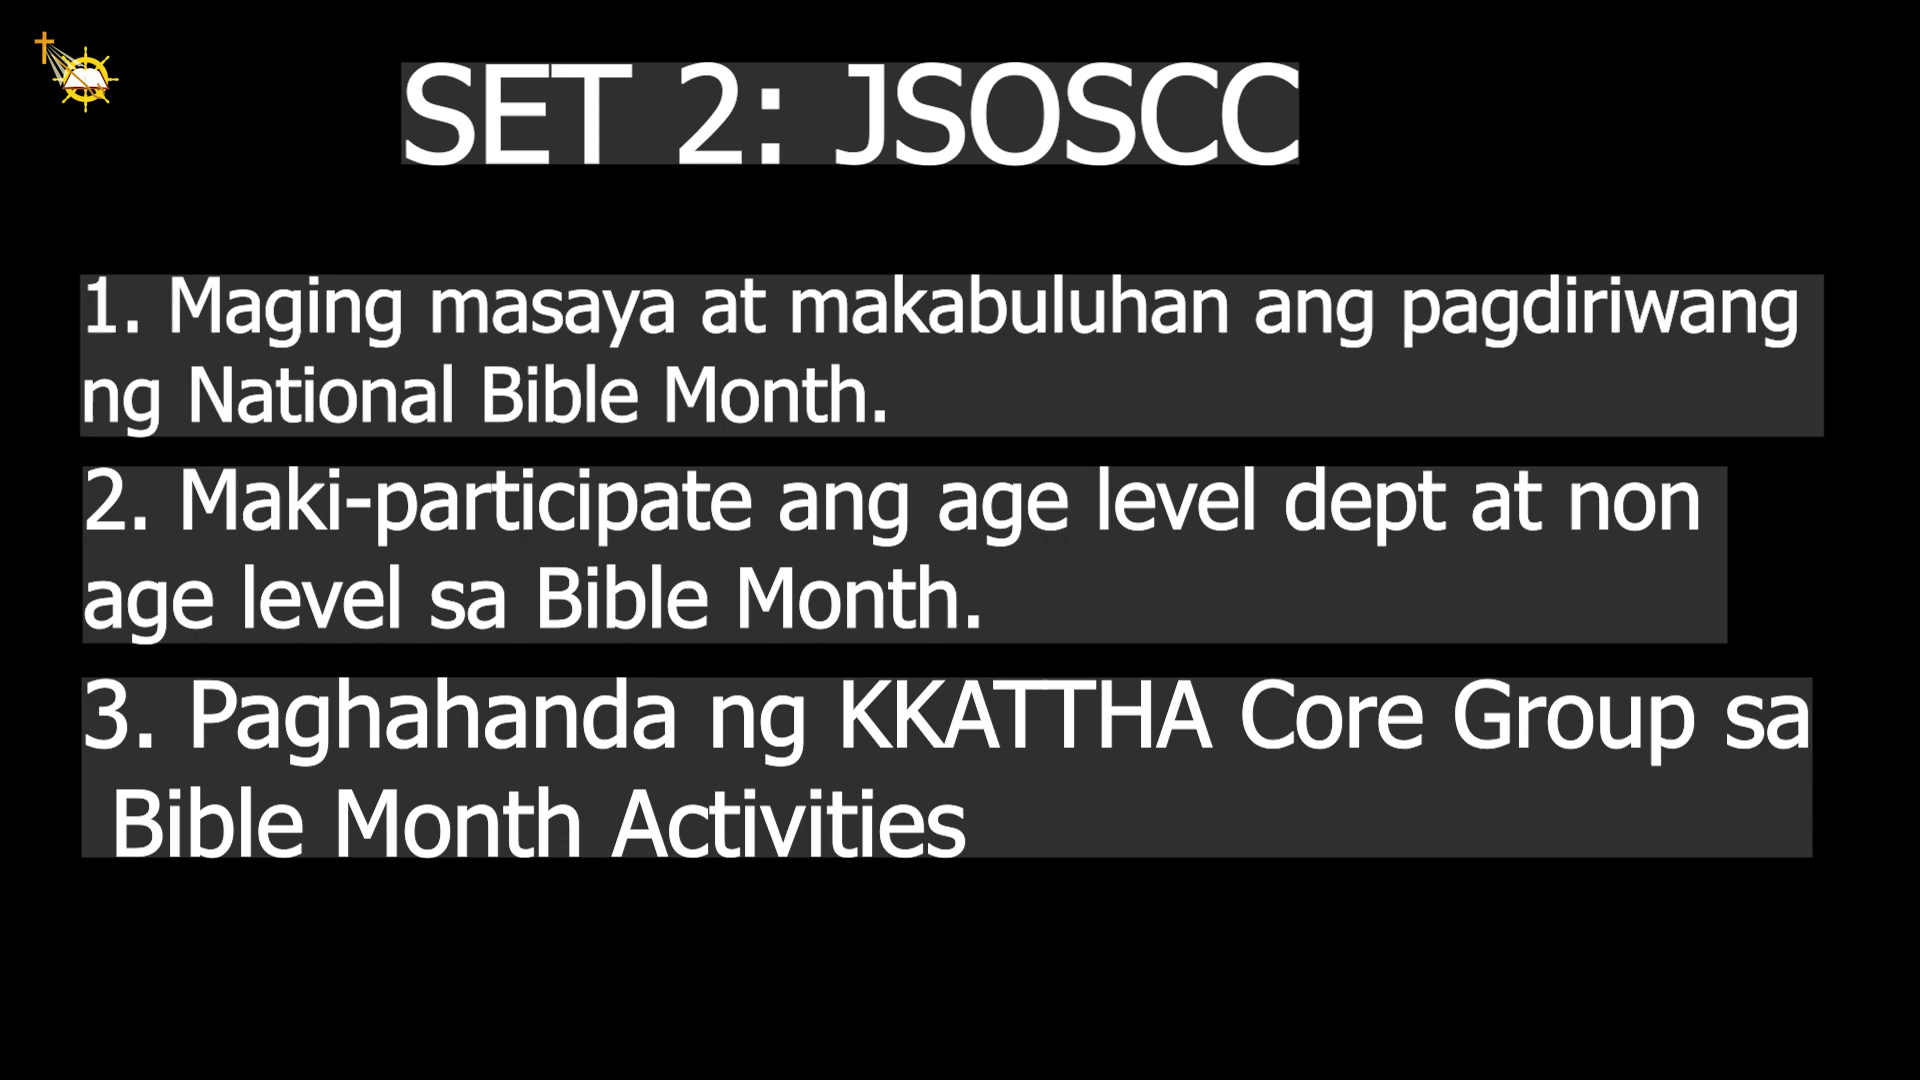 SET 2: JSOSCC
1. Maging masaya at makabuluhan ang pagdiriwang
ng National Bible Month.
2. Maki-participate ang age level dept at non
age level sa Bible Month.
3. Paghahanda ng KKATTHA Core Group sa
Bible Month Activities